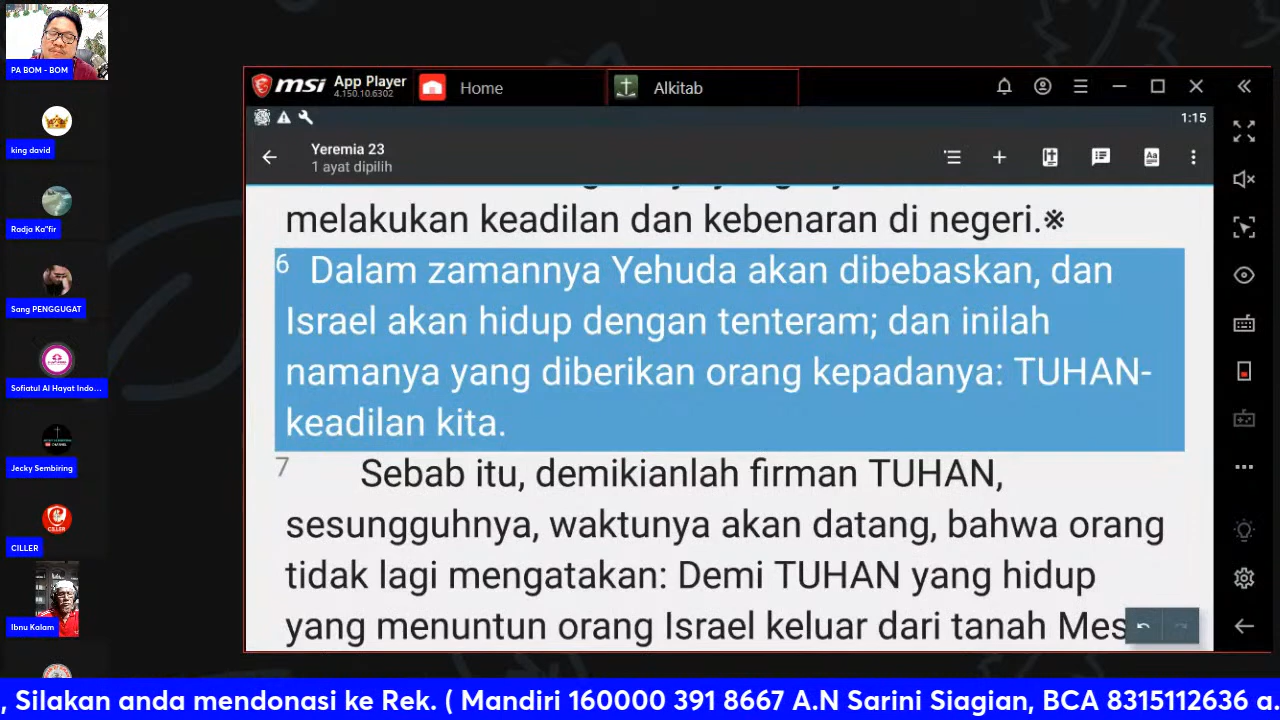 PA BOM - BOM
king david
Radja Ka"fir
Sang PENGGUGAT
Sofiatul Al Hayat Indo...
Jecky Sembiring
CILLER
Ibnu Kalam
msi App Player
4.150.10.6302
Home
Alkitab
1:15
Yeremia 23
1 ayat dipilih
melakukan keadilan dan kebenaran di negeri.※
6 Dalam zamannya Yehuda akan dibebaskan, dan
Israel akan hidup dengan tenteram; dan inilah
namanya yang diberikan orang kepadanya: TUHAN-
keadilan kita.
7 Sebab itu, demikianlah firman TUHAN,
sesungguhnya, waktunya akan datang, bahwa orang
tidak lagi mengatakan: Demi TUHAN yang hidup
yang menuntun orang Israel keluar dari tanah Mes
, Silakan anda mendonasi ke Rek. ( Mandiri 160000 391 8667 A.N Sarini Siagian, BCA 8315112636 a.